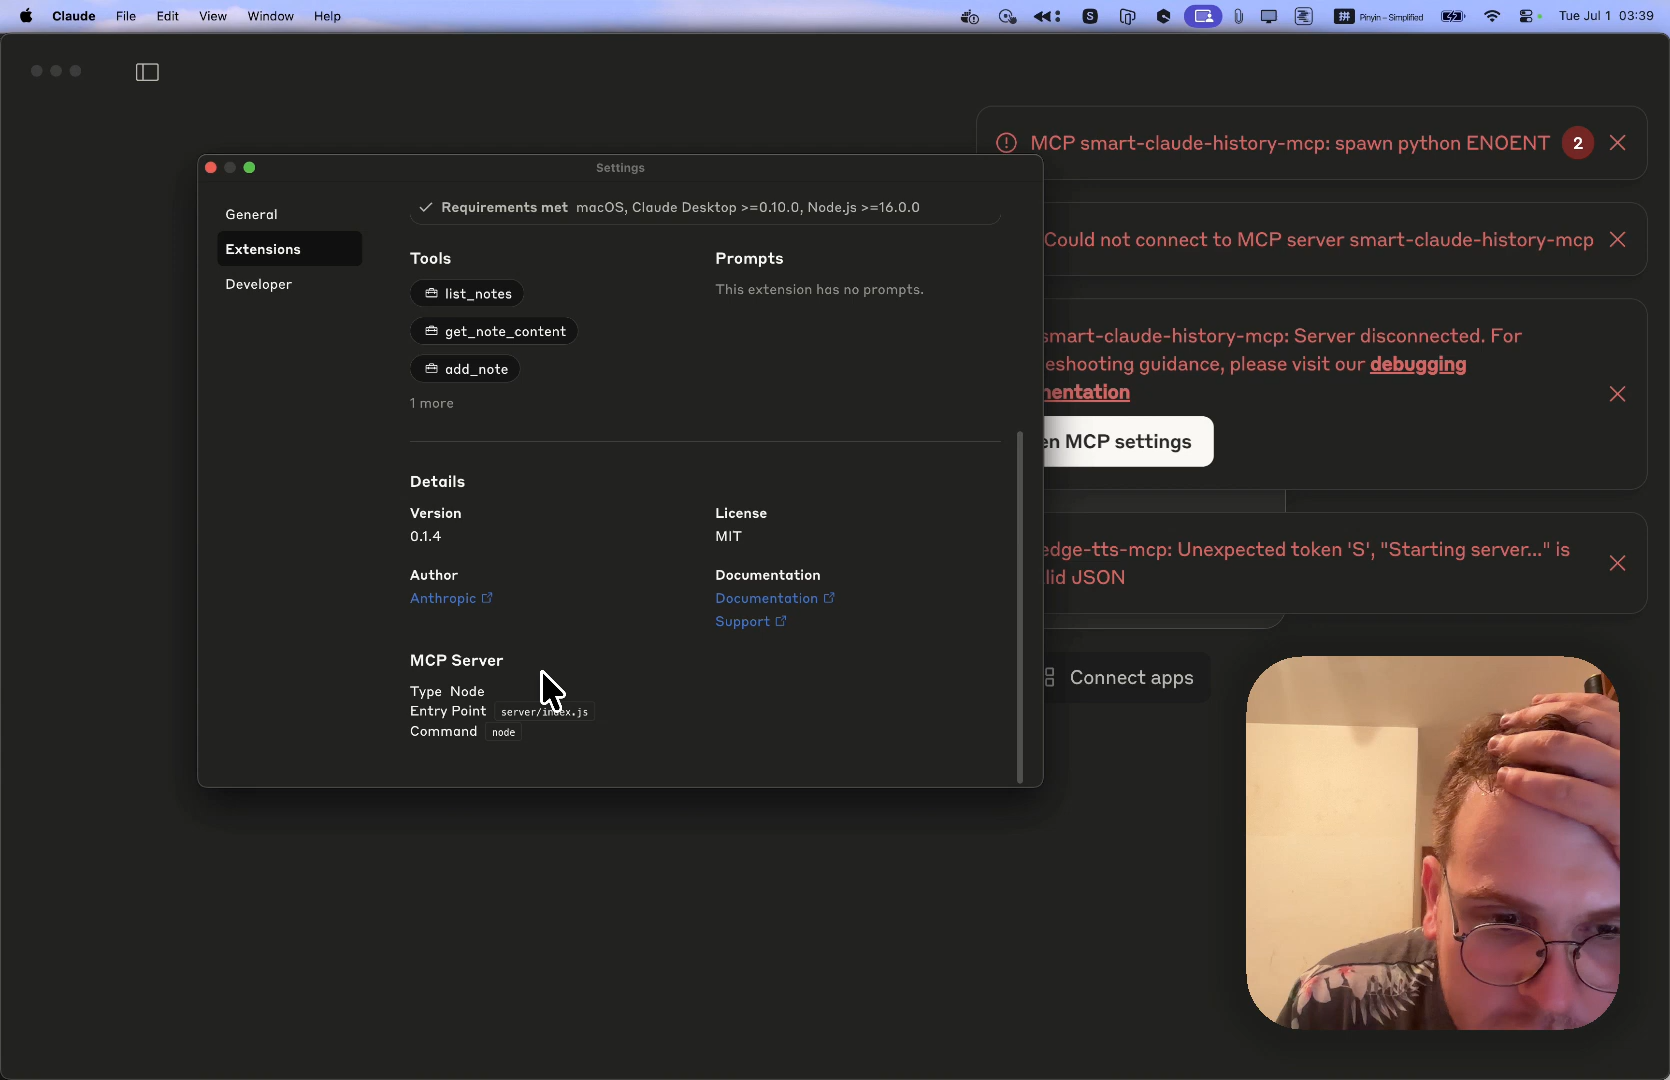 Claude File Edit View Window Help
Pinyin – Simplified Tue Jul 1 03:39
MCP smart-claude-history-mcp: spawn python ENOENT 2
Settings
General
Extensions
Developer
Requirements met macOS, Claude Desktop >=0.10.0, Node.js >=16.0.0
Tools
list_notes
get_note_content
add_note
1 more
Prompts
This extension has no prompts.
Details
Version
0.1.4
License
MIT
Author
Anthropic
Documentation
Documentation
Support
MCP Server
Type Node
Entry Point server/index.js
Command node
Could not connect to MCP server smart-claude-history-mcp
smart-claude-history-mcp: Server disconnected. For
eshooting guidance, please visit our debugging
mentation
en MCP settings
edge-tts-mcp: Unexpected token 'S', "Starting server..." is
lid JSON
Connect apps